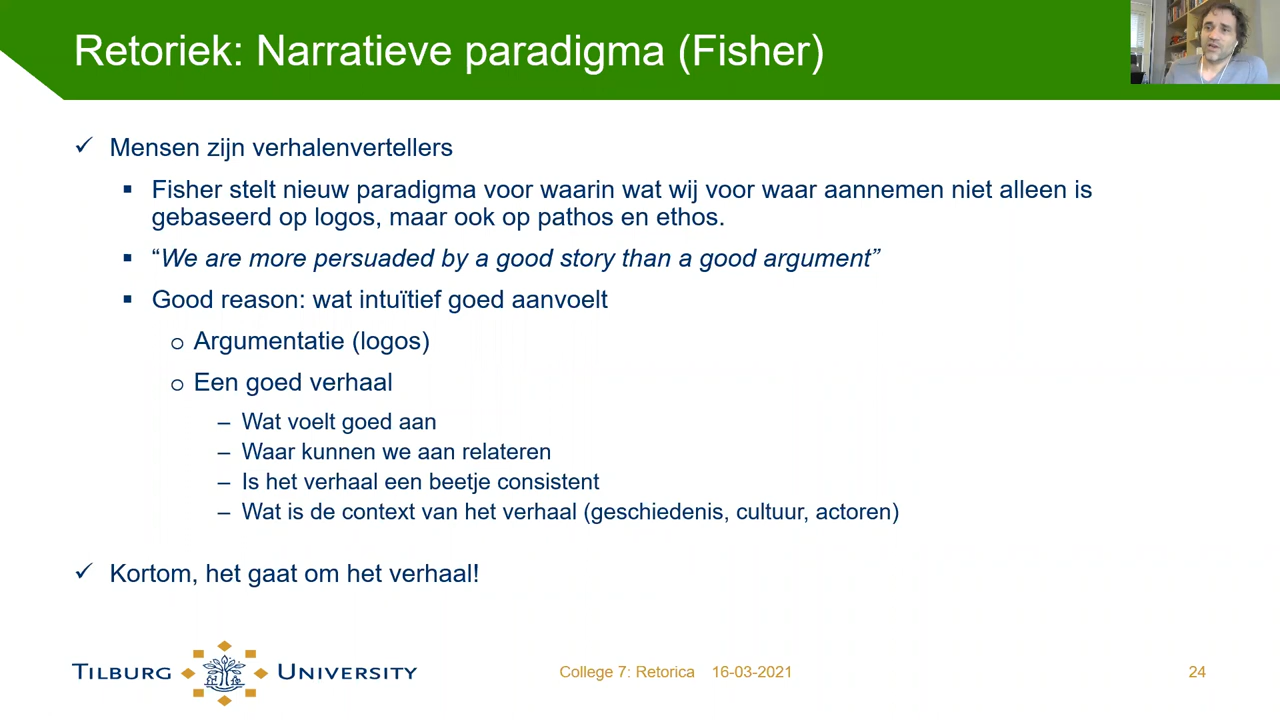 Retoriek: Narratieve paradigma (Fisher)
Mensen zijn verhalenvertellers
Fisher stelt nieuw paradigma voor waarin wat wij voor waar aannemen niet alleen is
gebaseerd op logos, maar ook op pathos en ethos.
“We are more persuaded by a good story than a good argument”
Good reason: wat intuïtief goed aanvoelt
Argumentatie (logos)
Een goed verhaal
– Wat voelt goed aan
– Waar kunnen we aan relateren
– Is het verhaal een beetje consistent
– Wat is de context van het verhaal (geschiedenis, cultuur, actoren)
Kortom, het gaat om het verhaal!
TILBURG UNIVERSITY
College 7: Retorica 16-03-2021
24